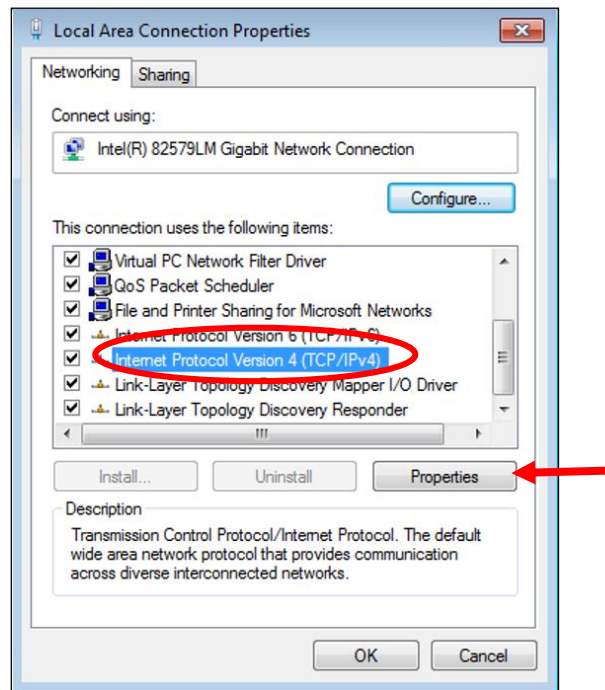 Local Area Connection Properties
Networking Sharing
Connect using:
Intel(R) 82579LM Gigabit Network Connection
Configure...
This connection uses the following items:
Virtual PC Network Filter Driver
QoS Packet Scheduler
File and Printer Sharing for Microsoft Networks
Internet Protocol Version 6 (TCP/IPv6)
Internet Protocol Version 4 (TCP/IPv4)
Link-Layer Topology Discovery Mapper I/O Driver
Link-Layer Topology Discovery Responder
Install... Uninstall Properties
Description
Transmission Control Protocol/Internet Protocol. The default
wide area network protocol that provides communication
across diverse interconnected networks.
OK Cancel